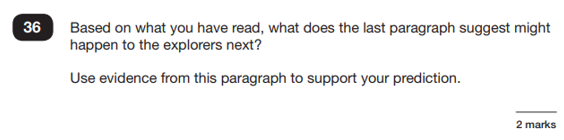 36
Based on what you have read, what does the last paragraph suggest might
happen to the explorers next?
Use evidence from this paragraph to support your prediction.
2 marks